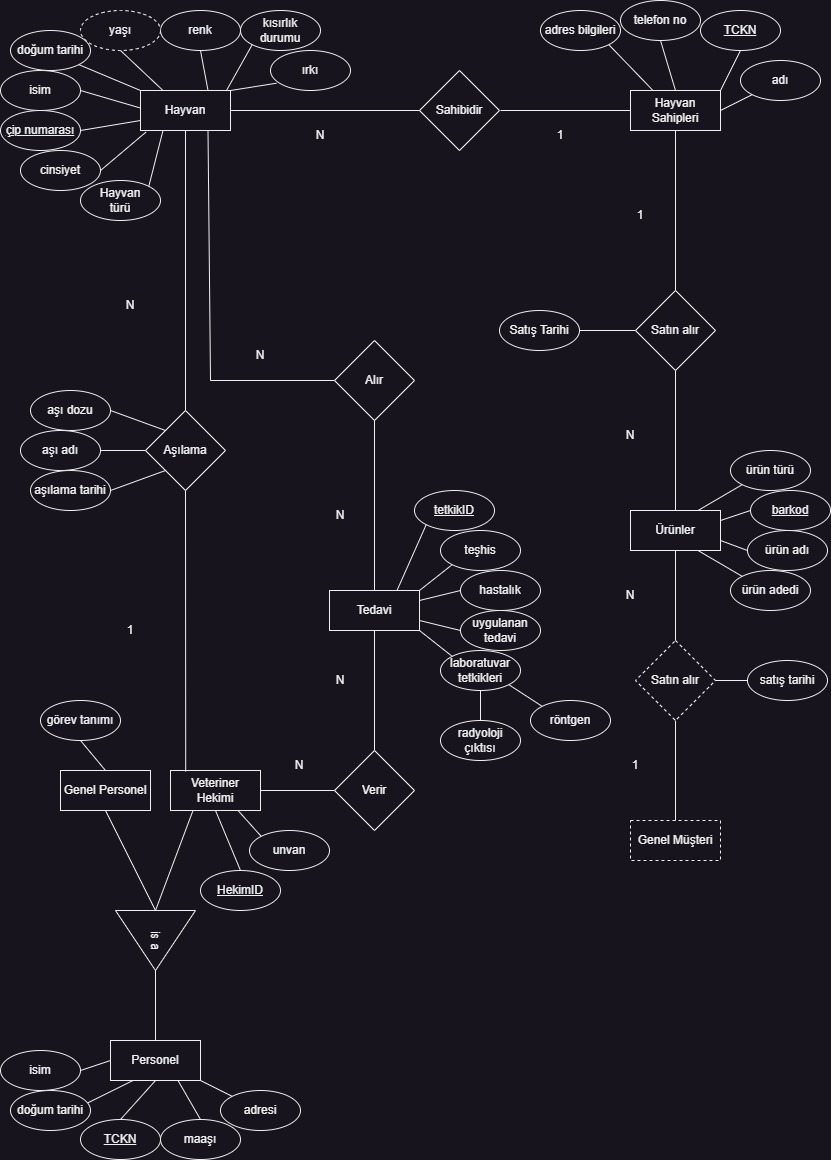 yaşı
renk
kısırlık
durumu
doğum tarihi
ırkı
isim
Hayvan
çip numarası
cinsiyet
Hayvan
türü
Sahibidir
N
1
adres bilgileri
telefon no
TCKN
adı
Hayvan
Sahipleri
1
N
Satış Tarihi
Satın alır
N
Alır
N
aşı dozu
aşı adı
aşılama tarihi
Aşılama
ürün türü
barkod
ürün adı
ürün adedi
Ürünler
N
tetkikID
teşhis
hastalık
uygulanan
tedavi
laboratuvar
tetkikleri
radyoloji
çıktısı
röntgen
Tedavi
N
N
1
Satın alır
satış tarihi
görev tanımı
Genel Personel
Veteriner
Hekimi
N
Verir
1
Genel Müşteri
unvan
HekimID
is a
Personel
isim
doğum tarihi
TCKN
maaşı
adresi